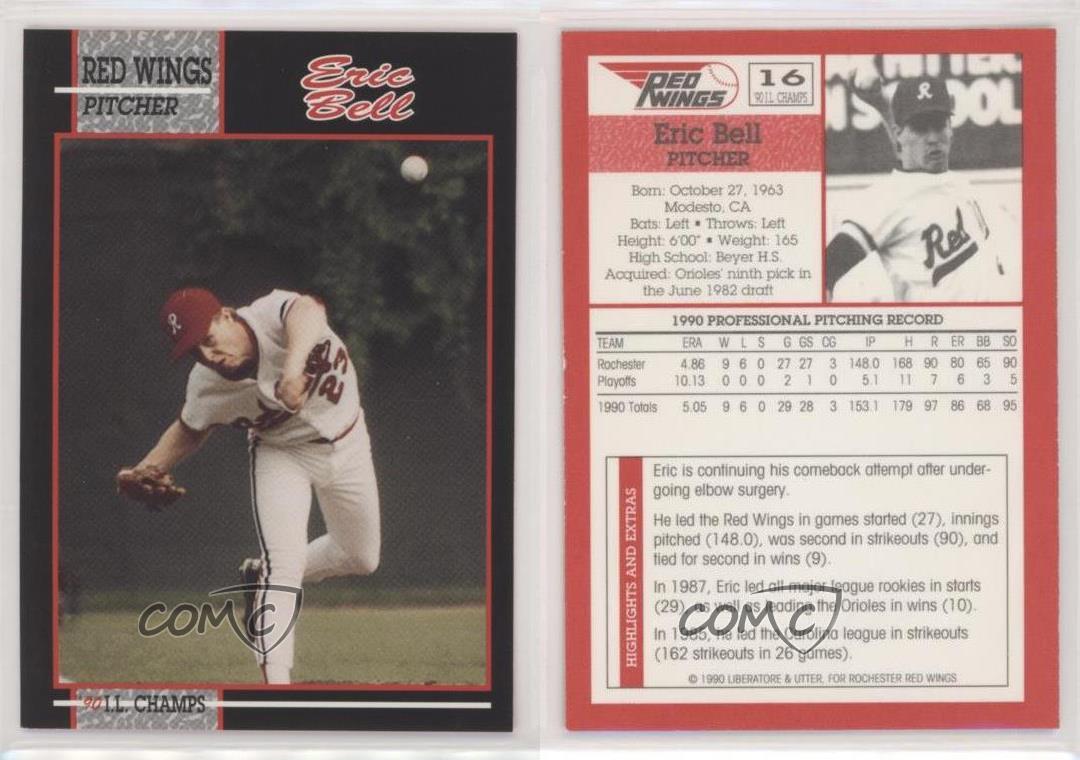 RED WINGS
PITCHER
Eric
Bell
R
23
'90 I.L. CHAMPS
COMC
RED
WINGS
16
'90 I.L. CHAMPS
Eric Bell
PITCHER
Born: October 27, 1963
Modesto, CA
Bats: Left ▪ Throws: Left
Height: 6'00" ▪ Weight: 165
High School: Beyer H.S.
Acquired: Orioles' ninth pick in
the June 1982 draft
R
Red
1990 PROFESSIONAL PITCHING RECORD
TEAM ERA W L S G GS CG IP H R ER BB SO
Rochester 4.86 9 6 0 27 27 3 148.0 168 90 80 65 90
Playoffs 10.13 0 0 0 2 1 0 5.1 11 7 6 3 5
1990 Totals 5.05 9 6 0 29 28 3 153.1 179 97 86 68 95
HIGHLIGHTS AND EXTRAS
Eric is continuing his comeback attempt after under-
going elbow surgery.
He led the Red Wings in games started (27), innings
pitched (148.0), was second in strikeouts (90), and
tied for second in wins (9).
In 1987, Eric led all major league rookies in starts
(29), as well as leading the Orioles in wins (10).
In 1985, he led the Carolina league in strikeouts
(162 strikeouts in 26 games).
COMC
© 1990 LIBERATORE & UTTER, FOR ROCHESTER RED WINGS